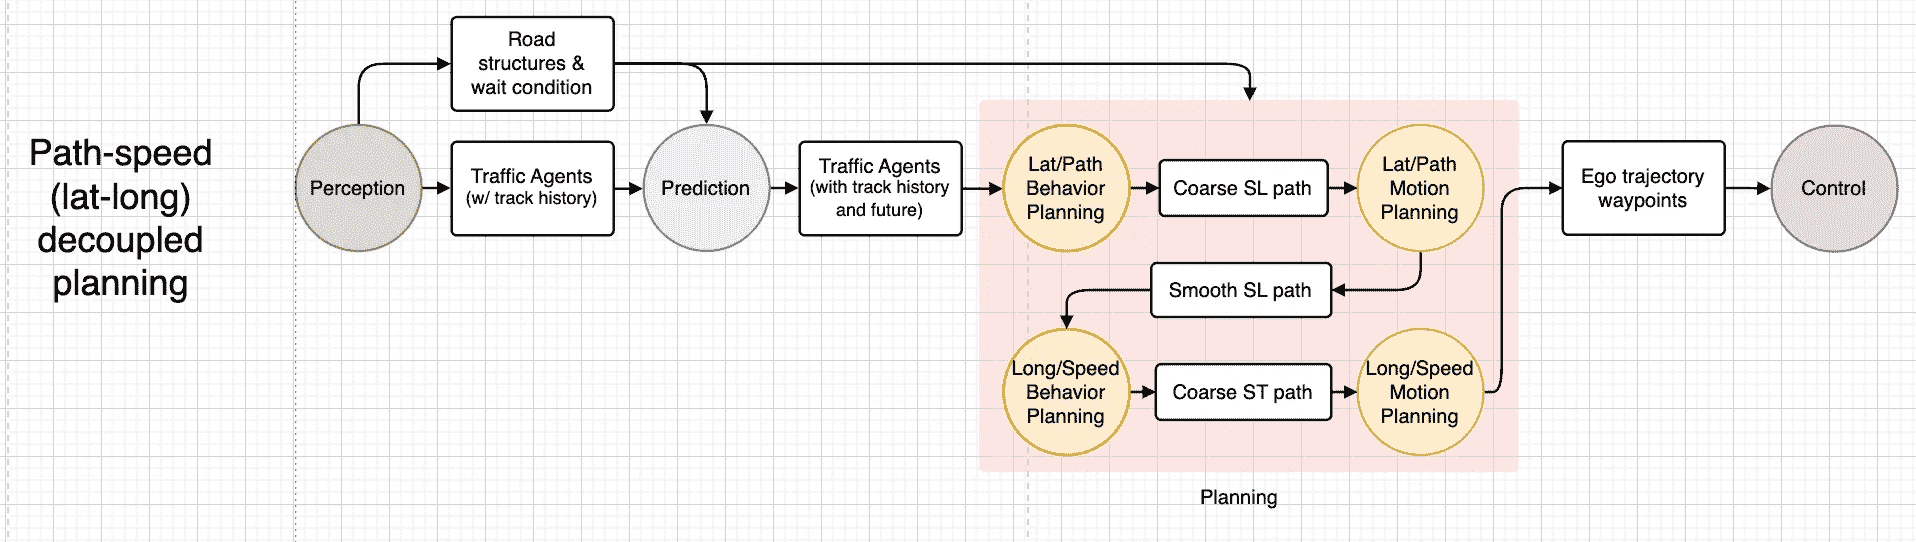 Path-speed
(lat-long)
decoupled
planning
Road
structures &
wait condition
Perception
Traffic Agents
(w/ track history)
Prediction
Traffic Agents
(with track history
and future)
Lat/Path
Behavior
Planning
Coarse SL path
Lat/Path
Motion
Planning
Smooth SL path
Long/Speed
Behavior
Planning
Coarse ST path
Long/Speed
Motion
Planning
Planning
Ego trajectory
waypoints
Control